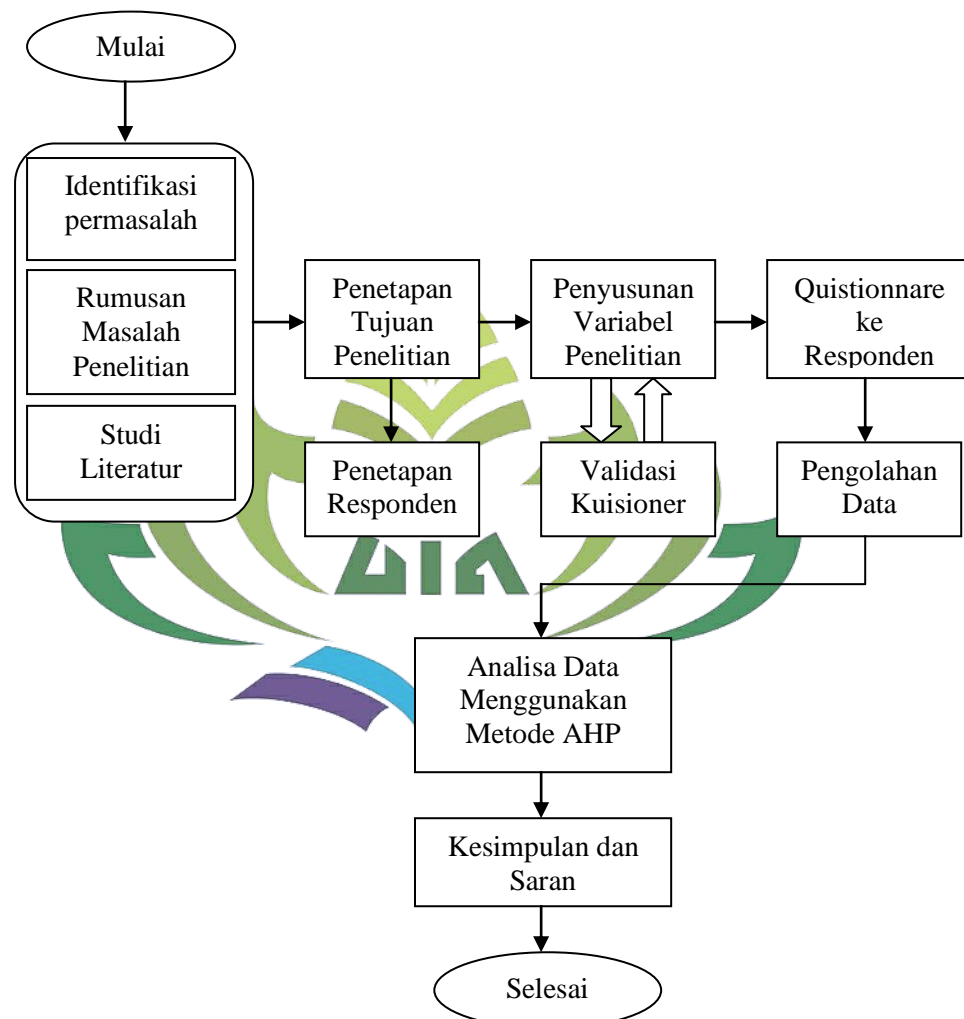 Mulai
Identifikasi
permasalah
Rumusan
Masalah
Penelitian
Studi
Literatur
Penetapan
Tujuan
Penelitian
Penyusunan
Variabel
Penelitian
Quistionnare
ke
Responden
Penetapan
Responden
Validasi
Kuisioner
Pengolahan
Data
Analisa Data
Menggunakan
Metode AHP
Kesimpulan dan
Saran
Selesai